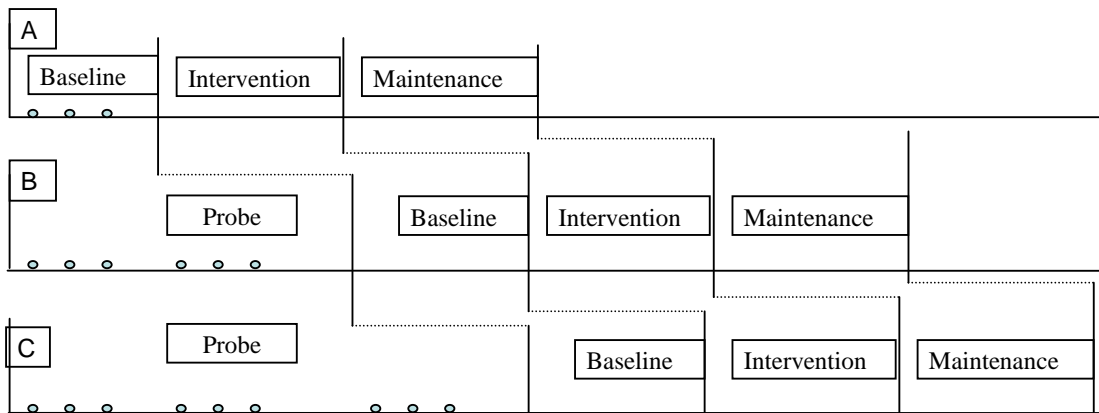 A
Baseline
Intervention
Maintenance
B
Probe
Baseline
Intervention
Maintenance
C
Probe
Baseline
Intervention
Maintenance